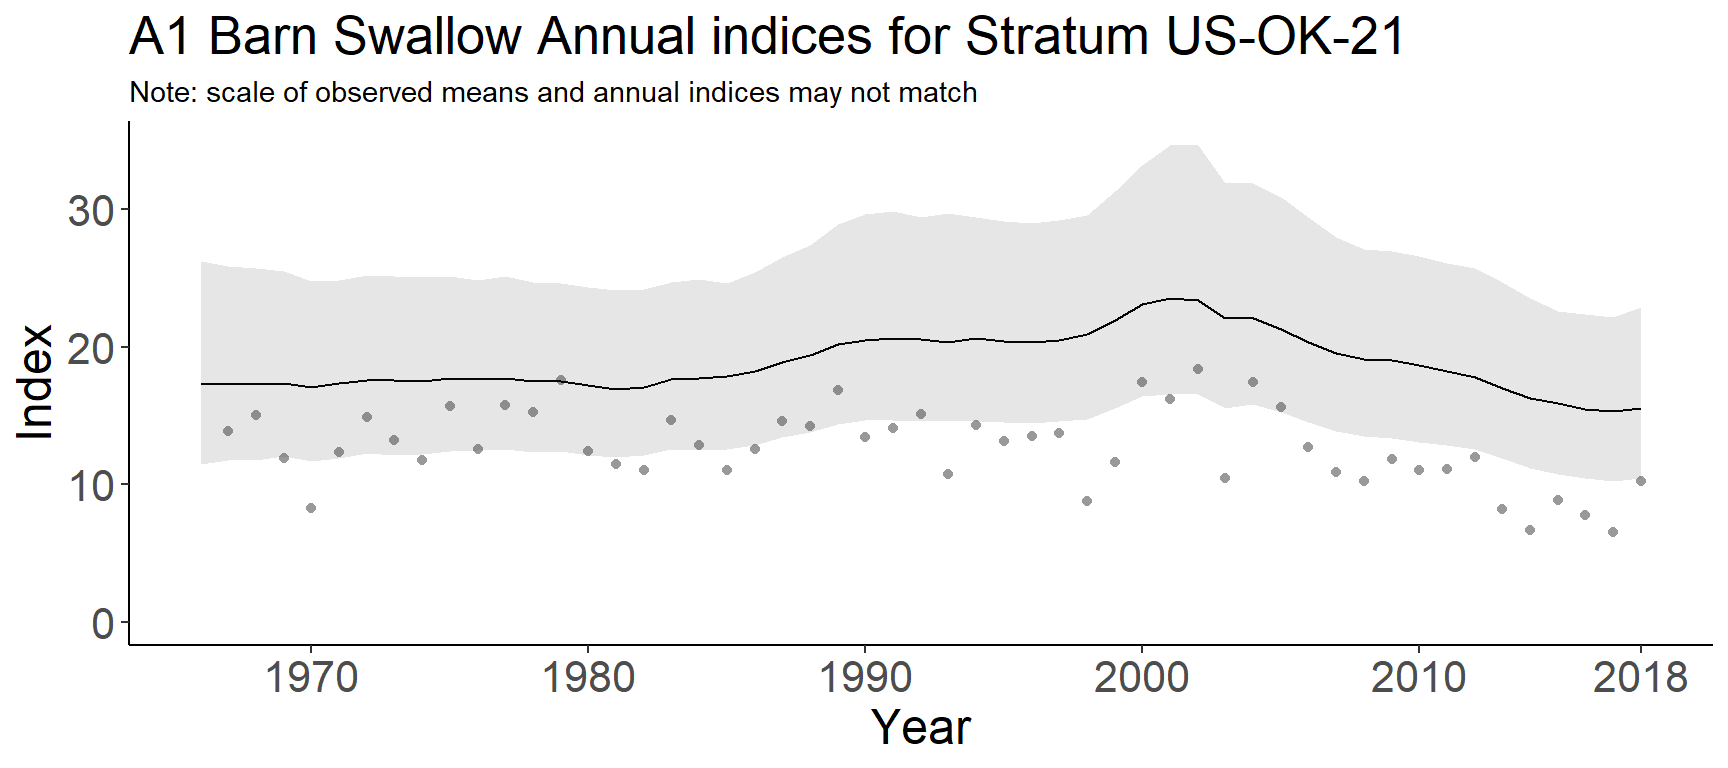 A1 Barn Swallow Annual indices for Stratum US-OK-21
Note: scale of observed means and annual indices may not match
Index
30
20
10
0
1970 1980 1990 2000 2010 2018
Year